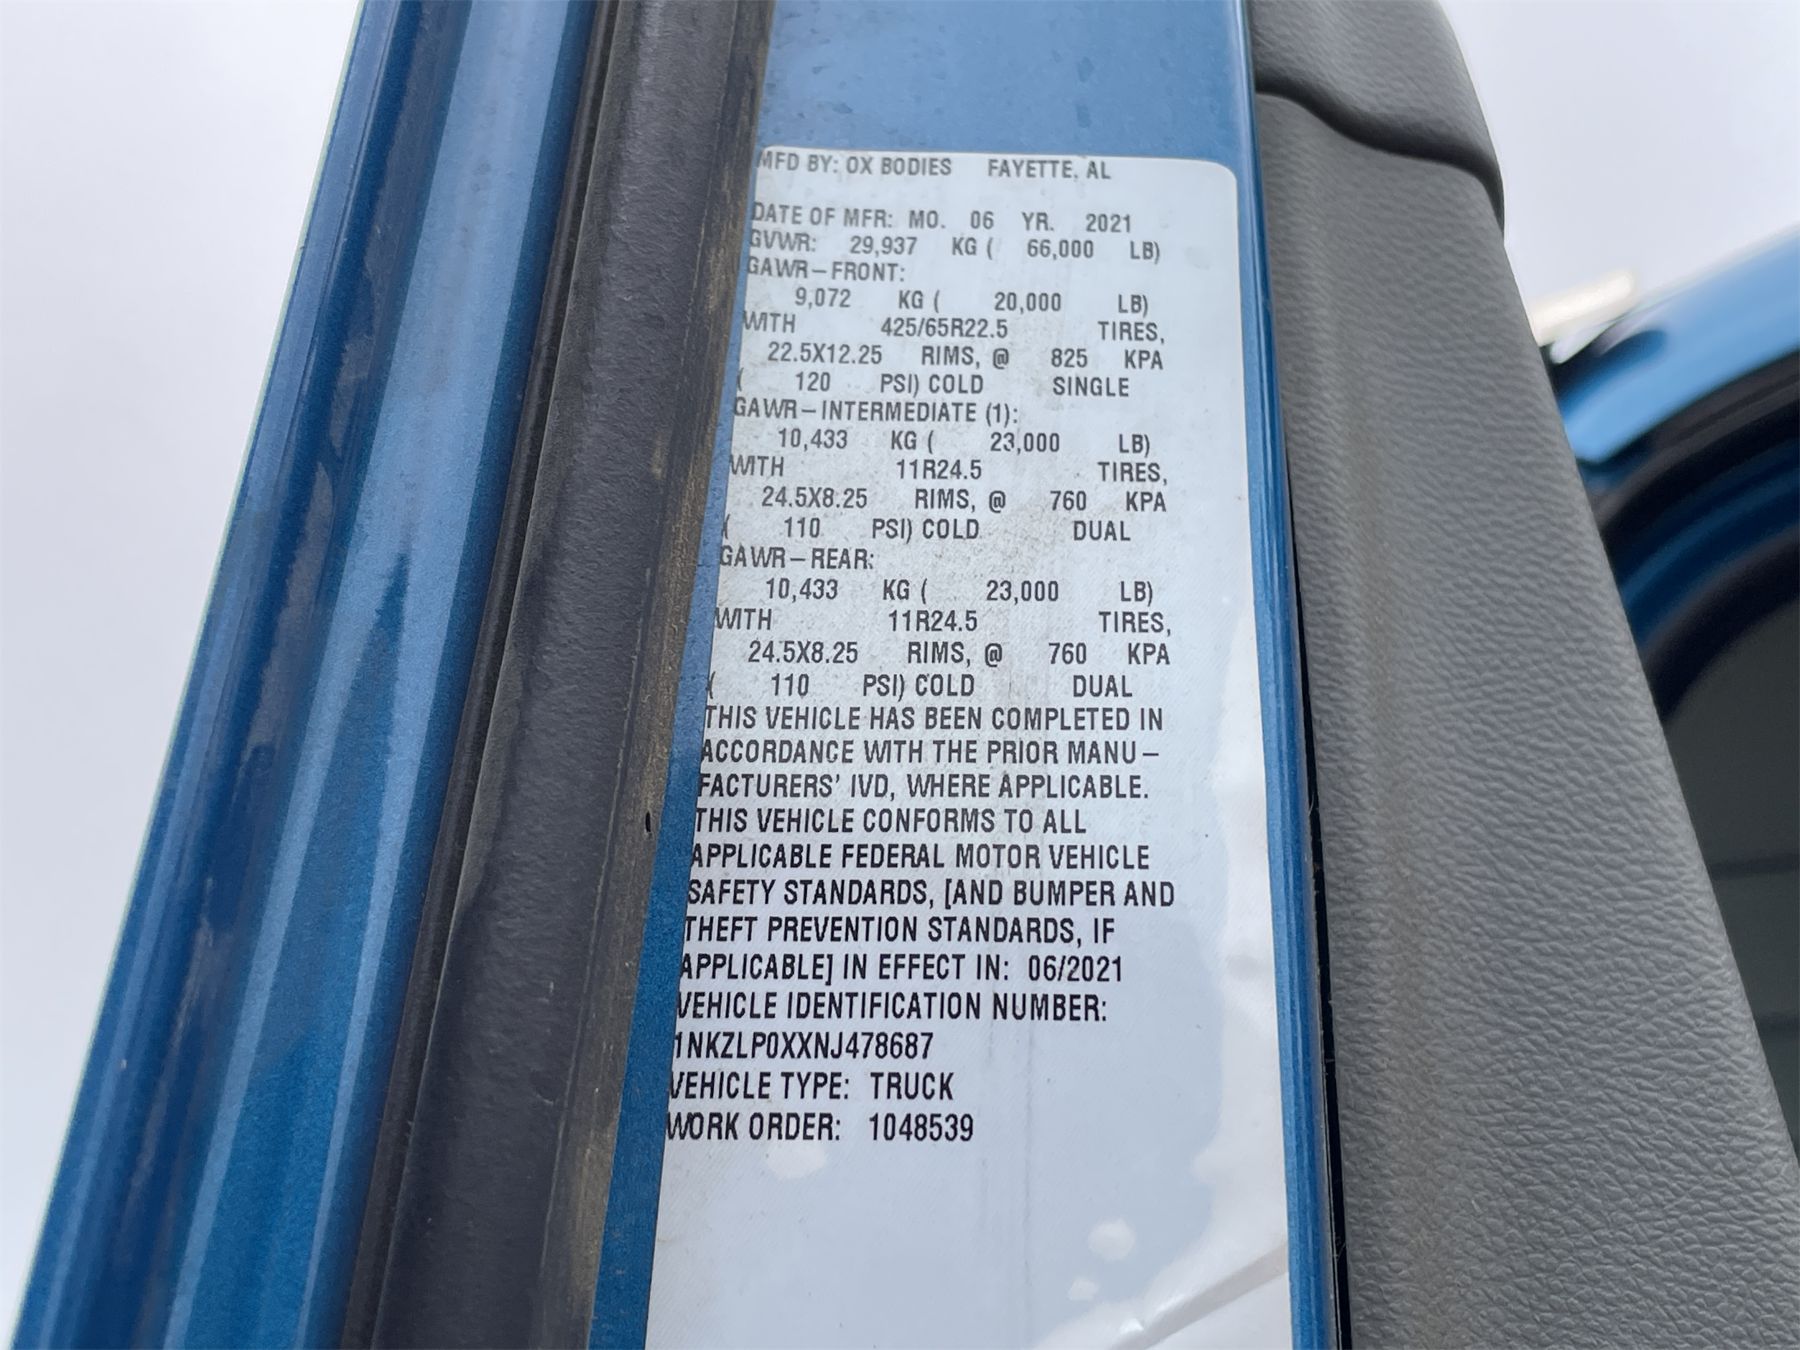 MFD BY: OX BODIES FAYETTE, AL
DATE OF MFR: MO. 06 YR. 2021
GVWR: 29,937 KG ( 66,000 LB)
GAWR-FRONT:
9,072 KG ( 20,000 LB)
WITH 425/65R22.5 TIRES,
22.5X12.25 RIMS, @ 825 KPA
( 120 PSI) COLD SINGLE
GAWR-INTERMEDIATE (1):
10,433 KG ( 23,000 LB)
WITH 11R24.5 TIRES,
24.5X8.25 RIMS, @ 760 KPA
( 110 PSI) COLD DUAL
GAWR-REAR:
10,433 KG ( 23,000 LB)
WITH 11R24.5 TIRES,
24.5X8.25 RIMS, @ 760 KPA
( 110 PSI) COLD DUAL
THIS VEHICLE HAS BEEN COMPLETED IN
ACCORDANCE WITH THE PRIOR MANU-
FACTURERS' IVD, WHERE APPLICABLE.
THIS VEHICLE CONFORMS TO ALL
APPLICABLE FEDERAL MOTOR VEHICLE
SAFETY STANDARDS, [AND BUMPER AND
THEFT PREVENTION STANDARDS, IF
APPLICABLE] IN EFFECT IN: 06/2021
VEHICLE IDENTIFICATION NUMBER:
1NKZLP0XXNJ478687
VEHICLE TYPE: TRUCK
WORK ORDER: 1048539